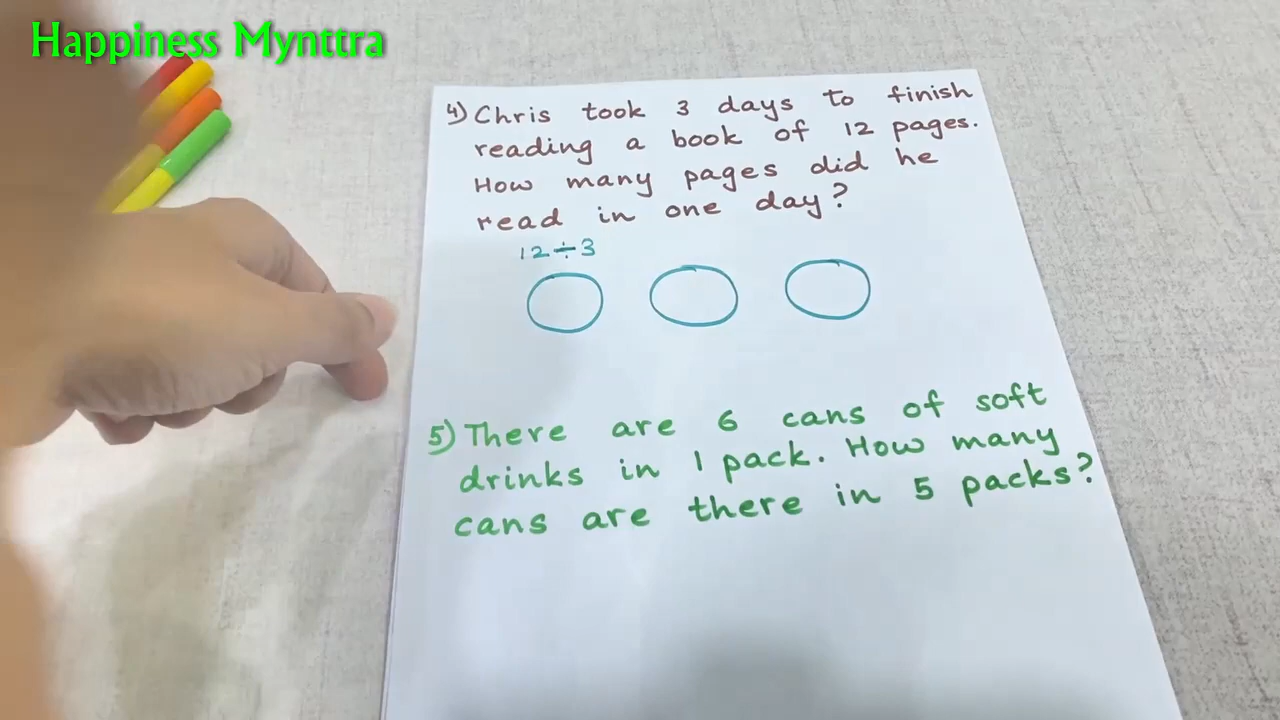 Happiness Mynttra
4) Chris took 3 days to finish
reading a book of 12 pages.
How many pages did he
read in one day?
12÷3
5) There are 6 cans of soft
drinks in 1 pack. How many
cans are there in 5 packs?